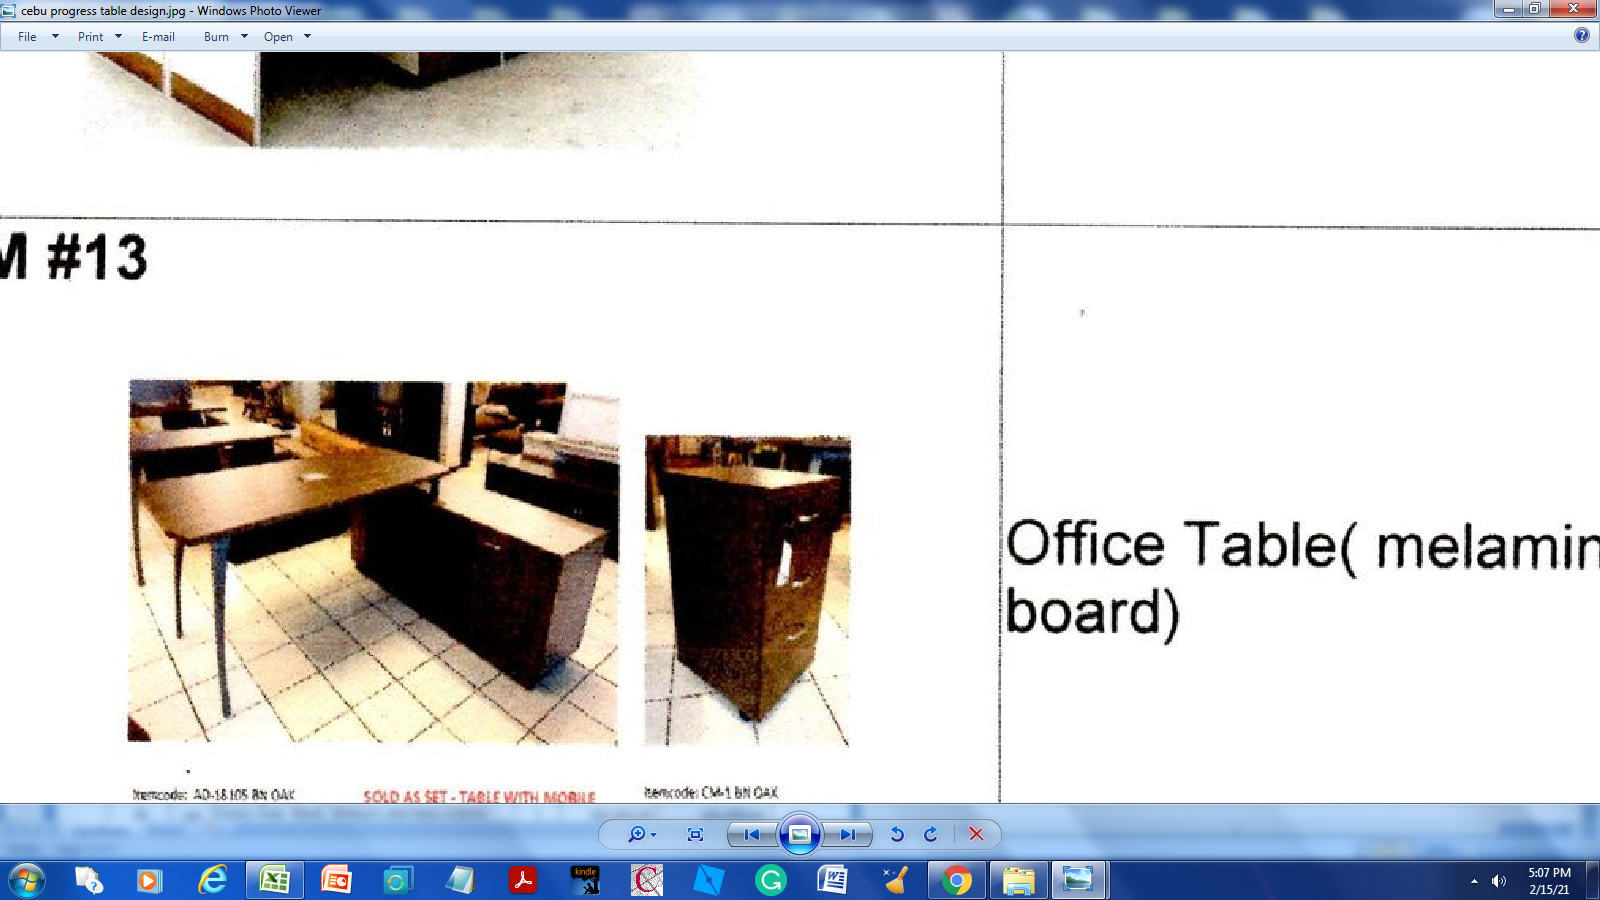 cebu progress table design.jpg - Windows Photo Viewer
File Print E-mail Burn Open
M #13
Office Table( melamin
board)
Itemcode: AD-18105 BN OAK
SOLD AS SET - TABLE WITH MOBILE
Itemcode: CM-1 BN OAK
kindle
5:07 PM
2/15/21